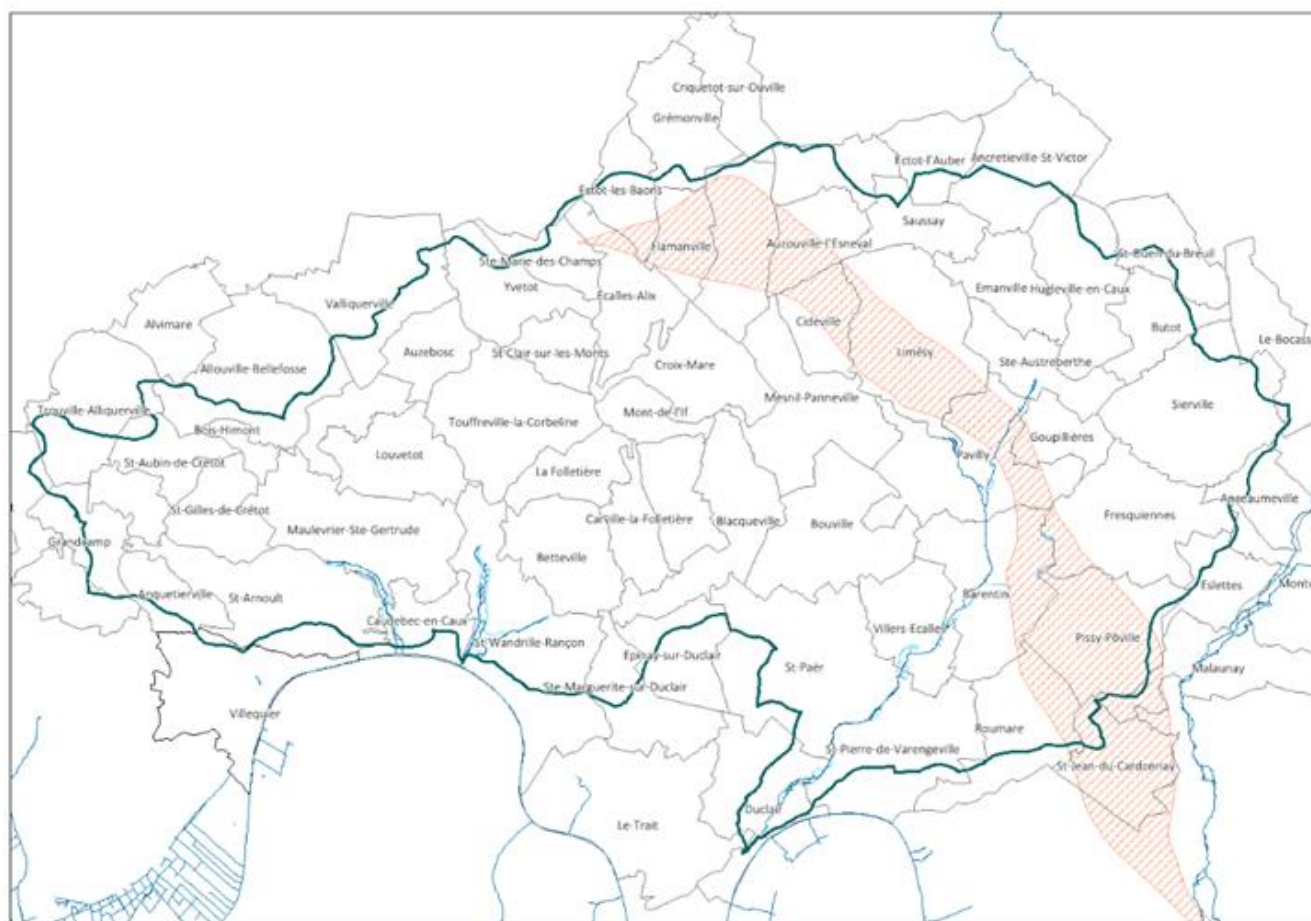 Criquetot-sur-Ouville
Grémonville
Ectot-l'Auber
Ancretieville-St-Victor
Ectot-les-Baons
Saussay
Flamanville
Aurouville-l'Esneval
St-Ouen-du-Breuil
Ste-Marie-des-Champs
Yvetot
Ecalles-Alix
Emanville
Hugleville-en-Caux
Valliquerville
Alvimare
Cideville
Butot
Le-Bocasse
Auzebosc
St-Clair-sur-les-Monts
Limésy
Ste-Austreberthe
Allouville-Bellefosse
Croix-Mare
Mesnil-Panneville
Sierville
Trouville-Alliquerville
Mont-de-l'If
Touffreville-la-Corbeline
Bois-Himont
Goupillières
Louvetot
Pavilly
St-Aubin-de-Crétot
La Folletière
Anceaumeville
St-Gilles-de-Crétot
Carville-la-Folletière
Blacqueville
Bouville
Fresquiennes
Maulevrier-Ste-Gertrude
Grandcamp
Betteville
Eslettes
Anquetierville
St-Arnoult
Barentin
Caudebec-en-Caux
Villers-Ecalles
Pissy-Pôville
St-Wandrille-Rançon
Epinay-sur-Duclair
St-Paër
Malaunay
Ste-Marguerite-sur-Duclair
Villequier
Roumare
St-Pierre-de-Varengeville
St-Jean-du-Cardonnay
Duclair
Le-Trait